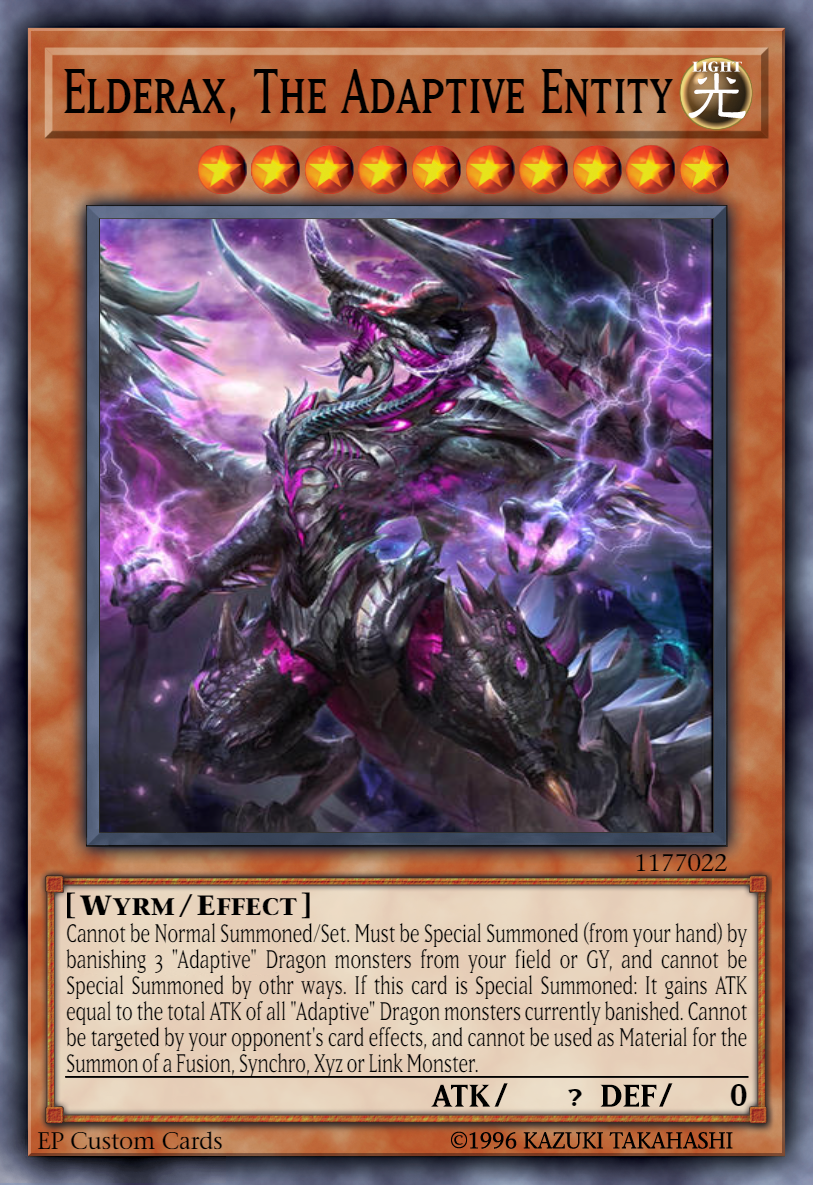 Elderax, The Adaptive Entity
LIGHT
光
1177022
[ Wyrm / Effect ]
Cannot be Normal Summoned/Set. Must be Special Summoned (from your hand) by
banishing 3 "Adaptive" Dragon monsters from your field or GY, and cannot be
Special Summoned by othr ways. If this card is Special Summoned: It gains ATK
equal to the total ATK of all "Adaptive" Dragon monsters currently banished. Cannot
be targeted by your opponent's card effects, and cannot be used as Material for the
Summon of a Fusion, Synchro, Xyz or Link Monster.
ATK / ? DEF / 0
EP Custom Cards ©1996 KAZUKI TAKAHASHI